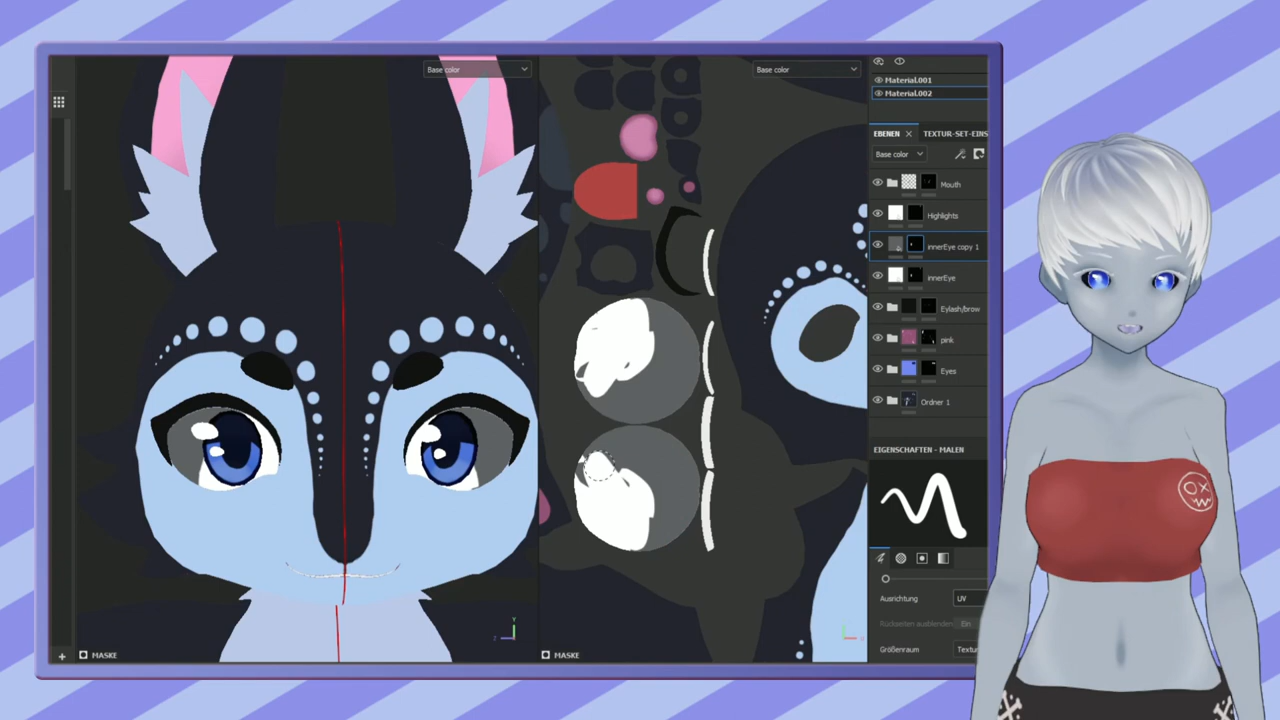 Base color
Base color
MASKE
MASKE
Material.001
Material.002
EBENEN
TEXTUR-SET-EINS
Base color
Mouth
Highlights
innerEye copy 1
innerEye
Eylash/brow
pink
Eyes
Ordner 1
EIGENSCHAFTEN - MALEN
Ausrichtung
UV
Rückseiten ausblenden
Ein
Größenraum
Textu